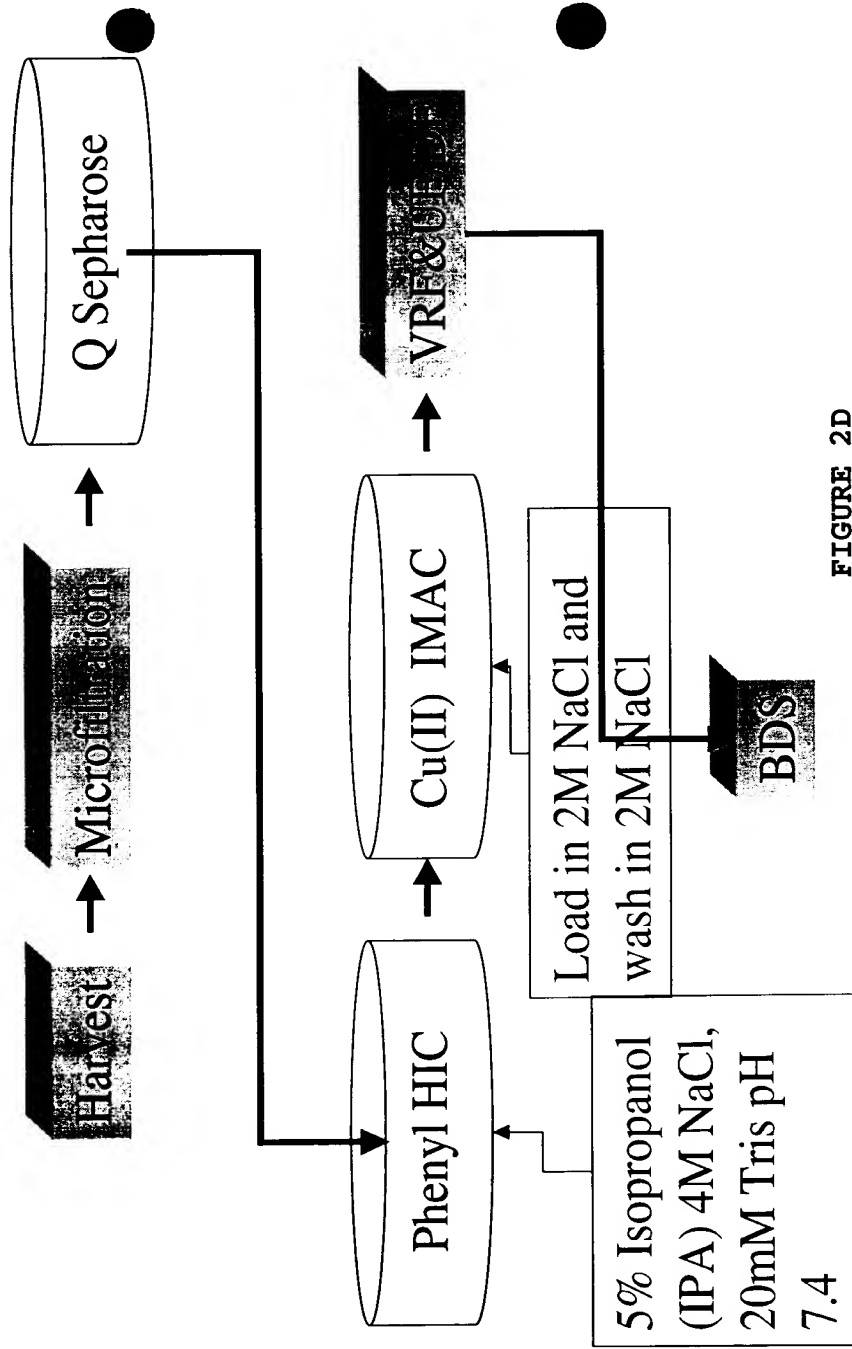 Harvest
Microfiltration
Q Sepharose
Phenyl HIC
Cu(II) IMAC
VRF&UF/DF
5% Isopropanol
(IPA) 4M NaCl,
20mM Tris pH
7.4
Load in 2M NaCl and
wash in 2M NaCl
BDS
FIGURE 2D